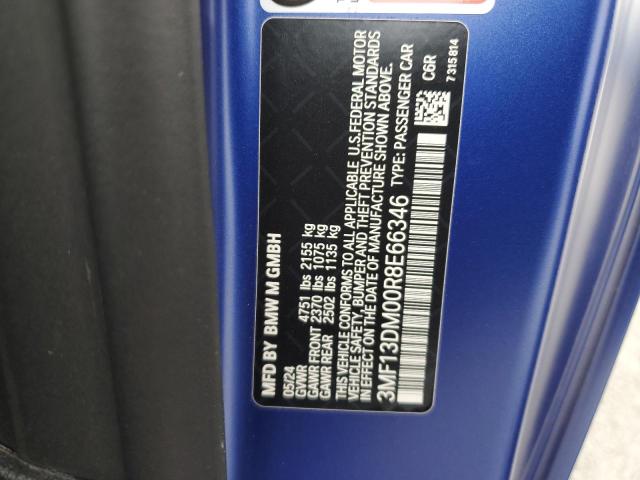 MFD BY BMW M GMBH
05/24
GVWR 4751 lbs 2155 kg
GAWR FRONT 2370 lbs 1075 kg
GAWR REAR 2502 lbs 1135 kg
THIS VEHICLE CONFORMS TO ALL APPLICABLE U.S.FEDERAL MOTOR
VEHICLE SAFETY, BUMPER AND THEFT PREVENTION STANDARDS
IN EFFECT ON THE DATE OF MANUFACTURE SHOWN ABOVE.
3MF13DM00R8E66346 TYPE: PASSENGER CAR
C6R
7 315 814